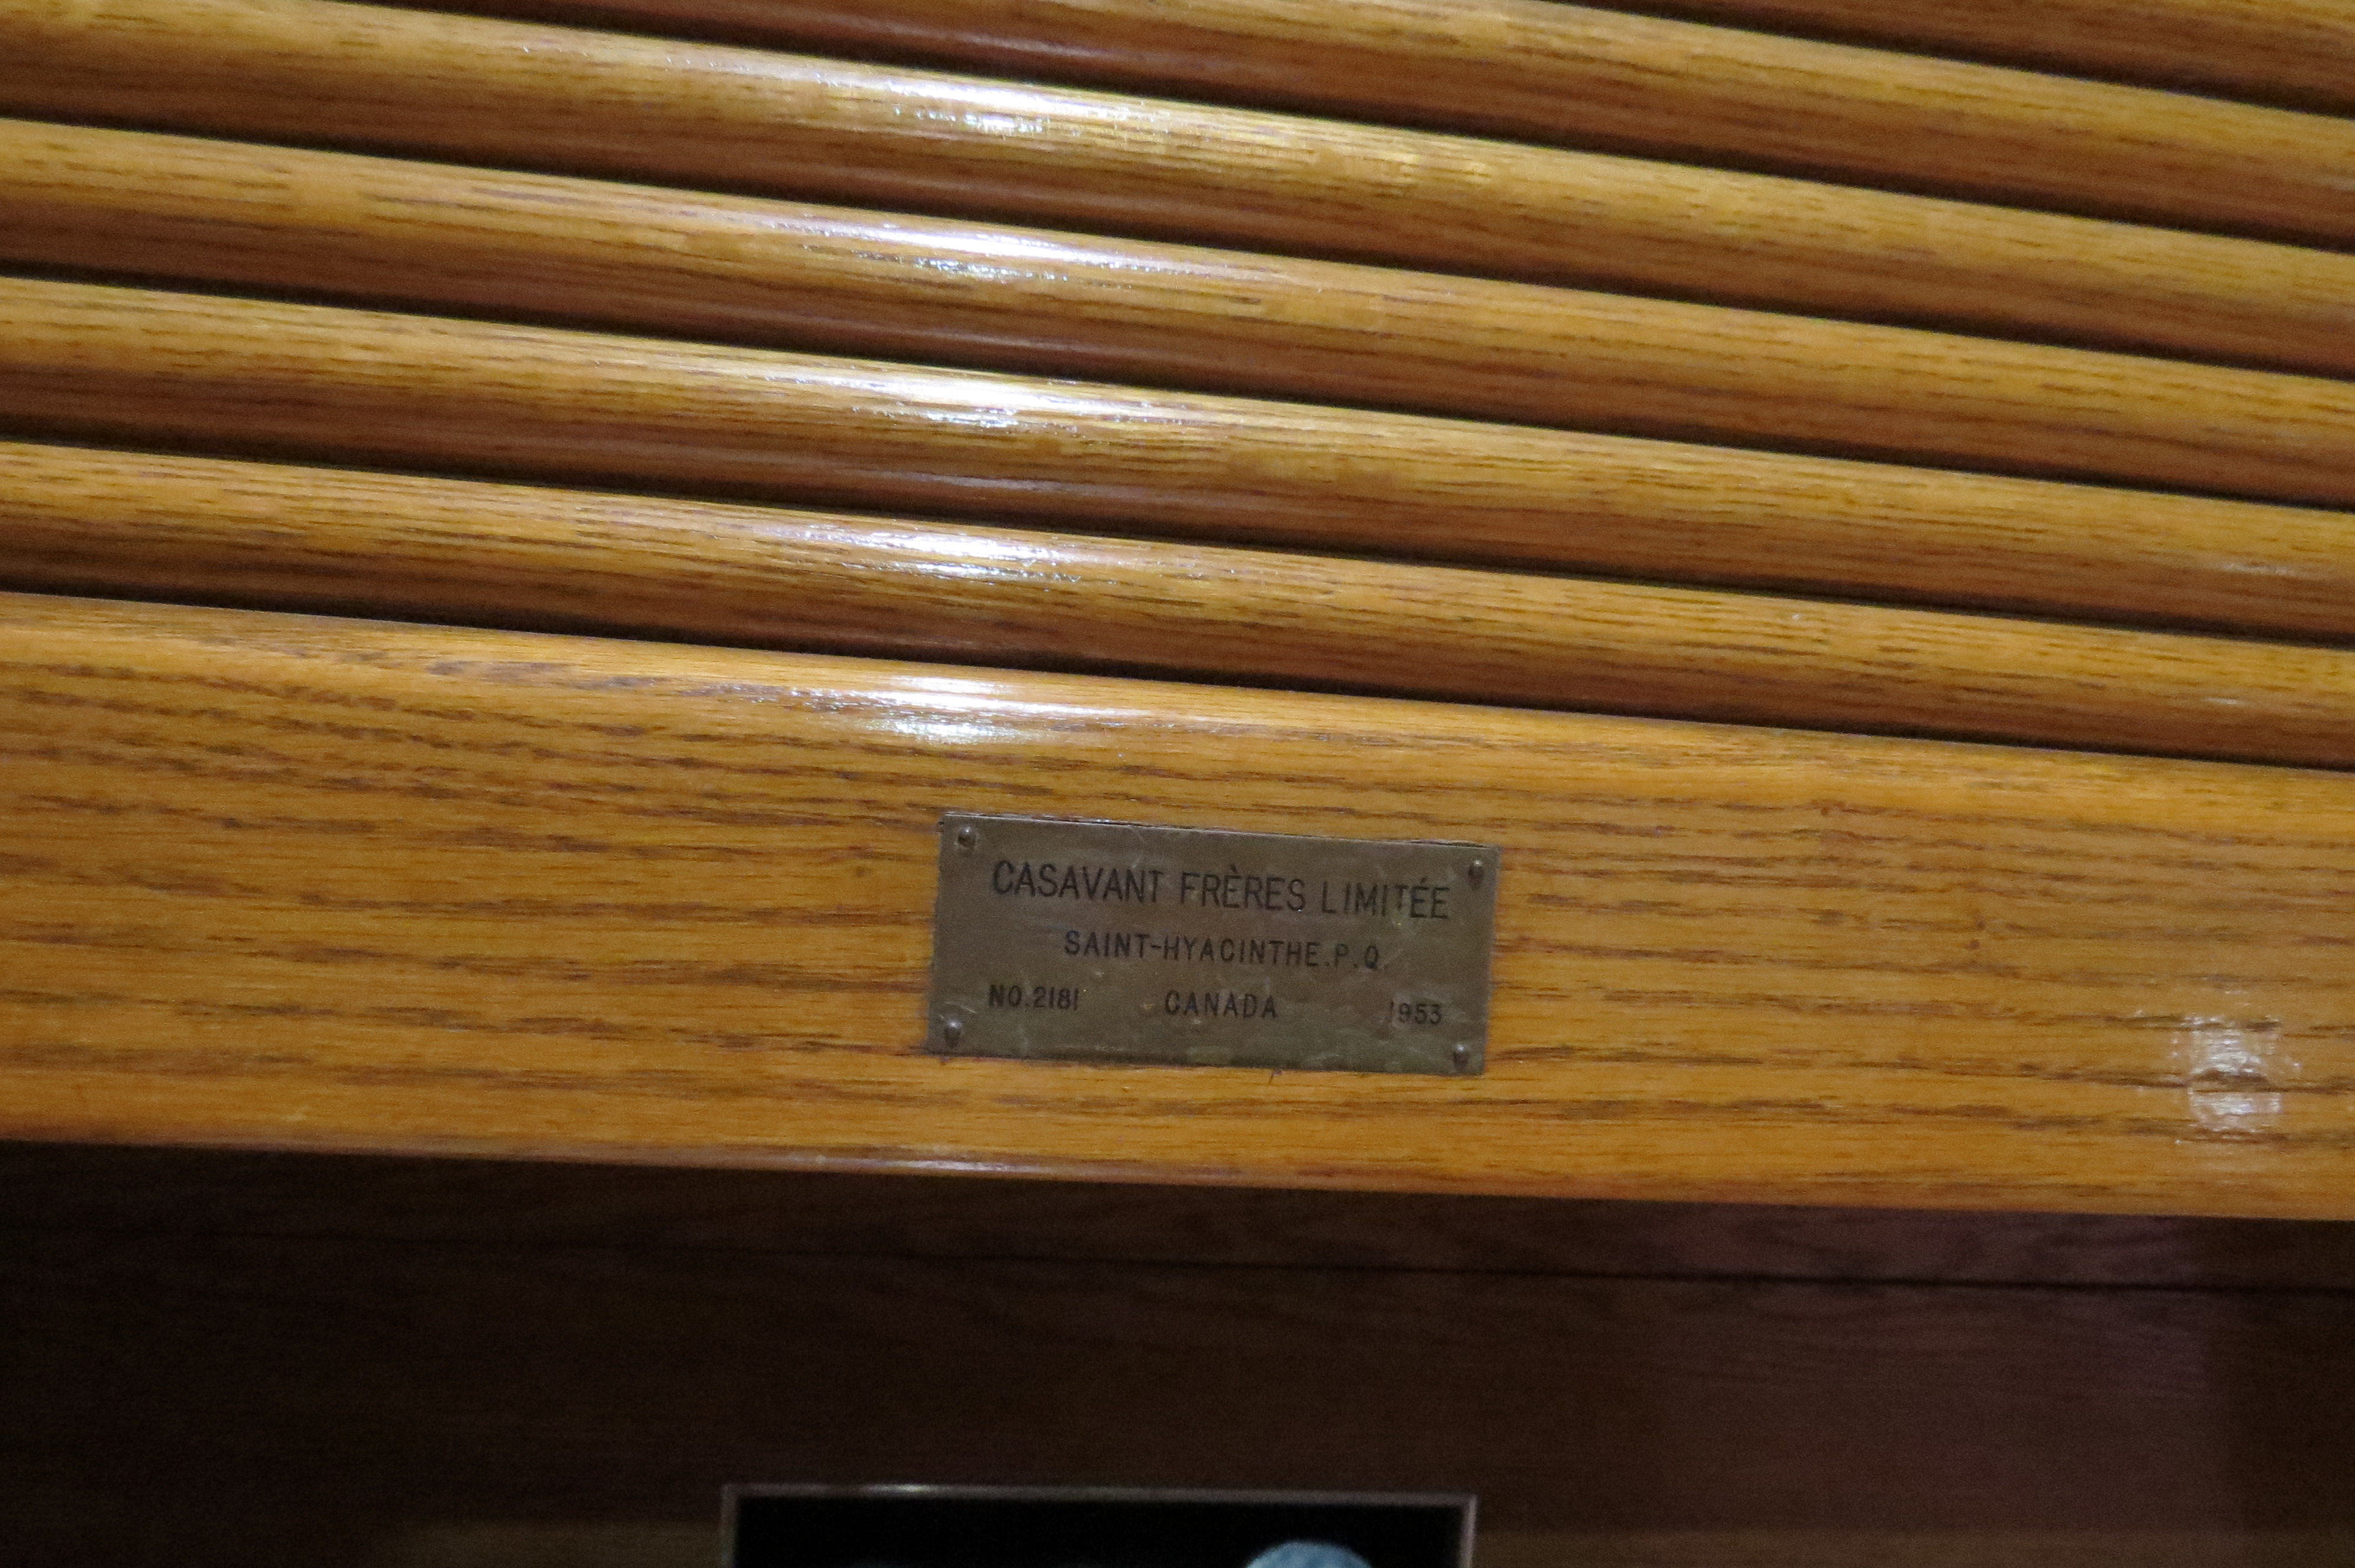 CASAVANT FRÈRES LIMITÉE
SAINT-HYACINTHE.P.Q.
NO.2181 CANADA 1953